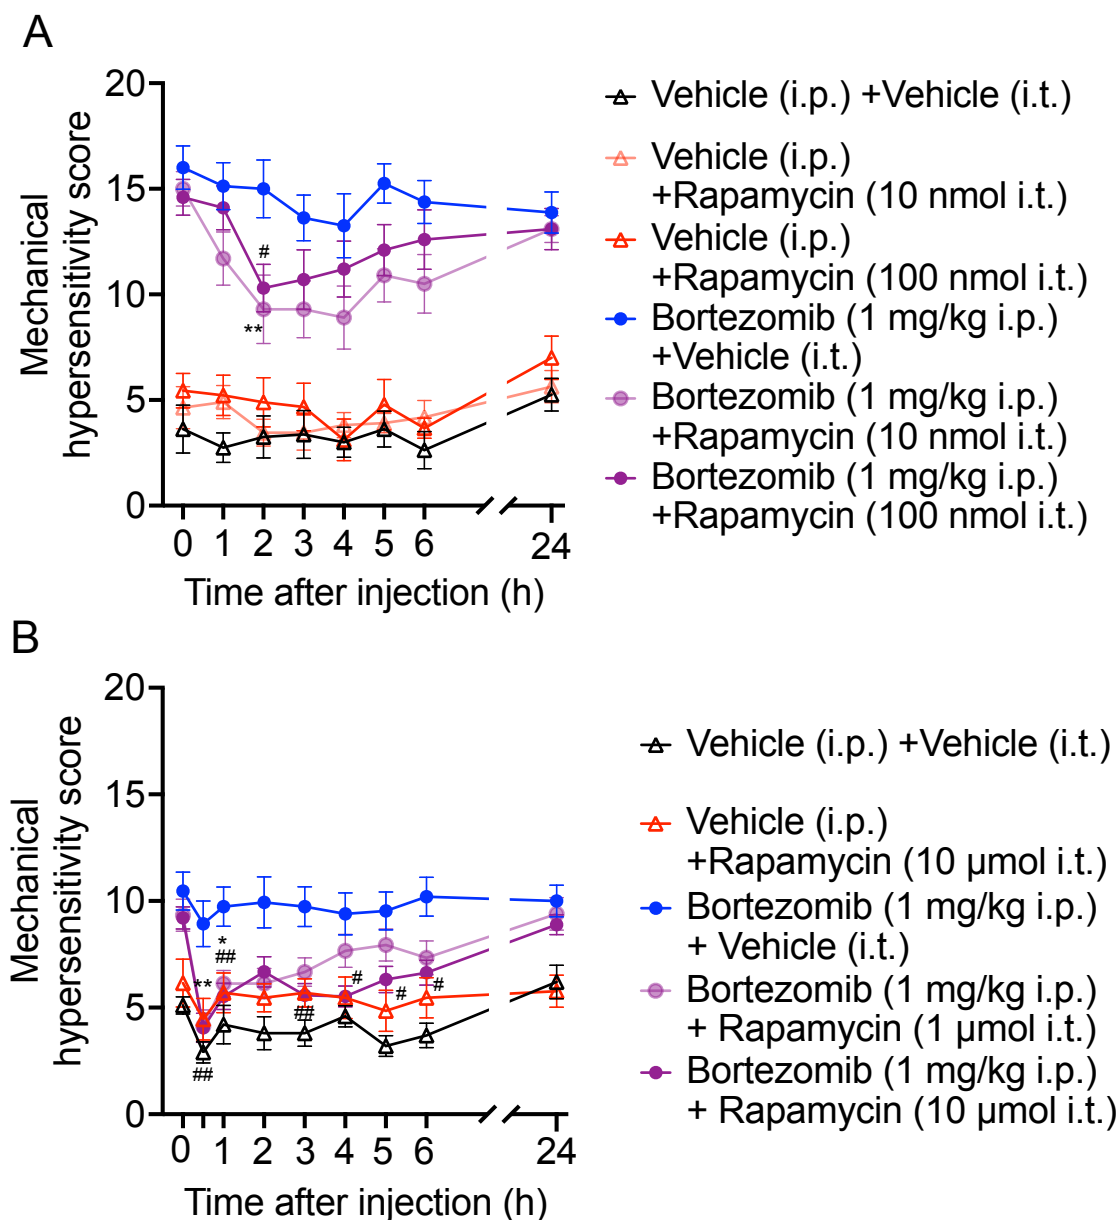 A
Mechanical
hypersensitivity score
20
15
10
5
0
#
**
0 1 2 3 4 5 6 24
Time after injection (h)
Vehicle (i.p.) +Vehicle (i.t.)
Vehicle (i.p.)
+Rapamycin (10 nmol i.t.)
Vehicle (i.p.)
+Rapamycin (100 nmol i.t.)
Bortezomib (1 mg/kg i.p.)
+Vehicle (i.t.)
Bortezomib (1 mg/kg i.p.)
+Rapamycin (10 nmol i.t.)
Bortezomib (1 mg/kg i.p.)
+Rapamycin (100 nmol i.t.)
B
Mechanical
hypersensitivity score
20
15
10
5
0
*
##
**
#
#
#
##
##
0 1 2 3 4 5 6 24
Time after injection (h)
Vehicle (i.p.) +Vehicle (i.t.)
Vehicle (i.p.)
+Rapamycin (10 µmol i.t.)
Bortezomib (1 mg/kg i.p.)
+ Vehicle (i.t.)
Bortezomib (1 mg/kg i.p.)
+ Rapamycin (1 µmol i.t.)
Bortezomib (1 mg/kg i.p.)
+ Rapamycin (10 µmol i.t.)